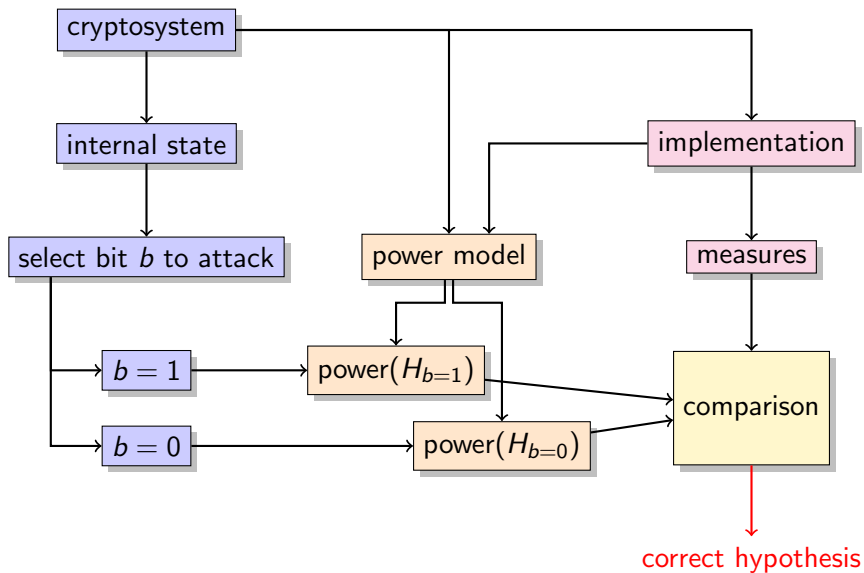 cryptosystem
internal state
implementation
select bit b to attack
power model
measures
b = 1
power(H_{b=1})
comparison
b = 0
power(H_{b=0})
correct hypothesis